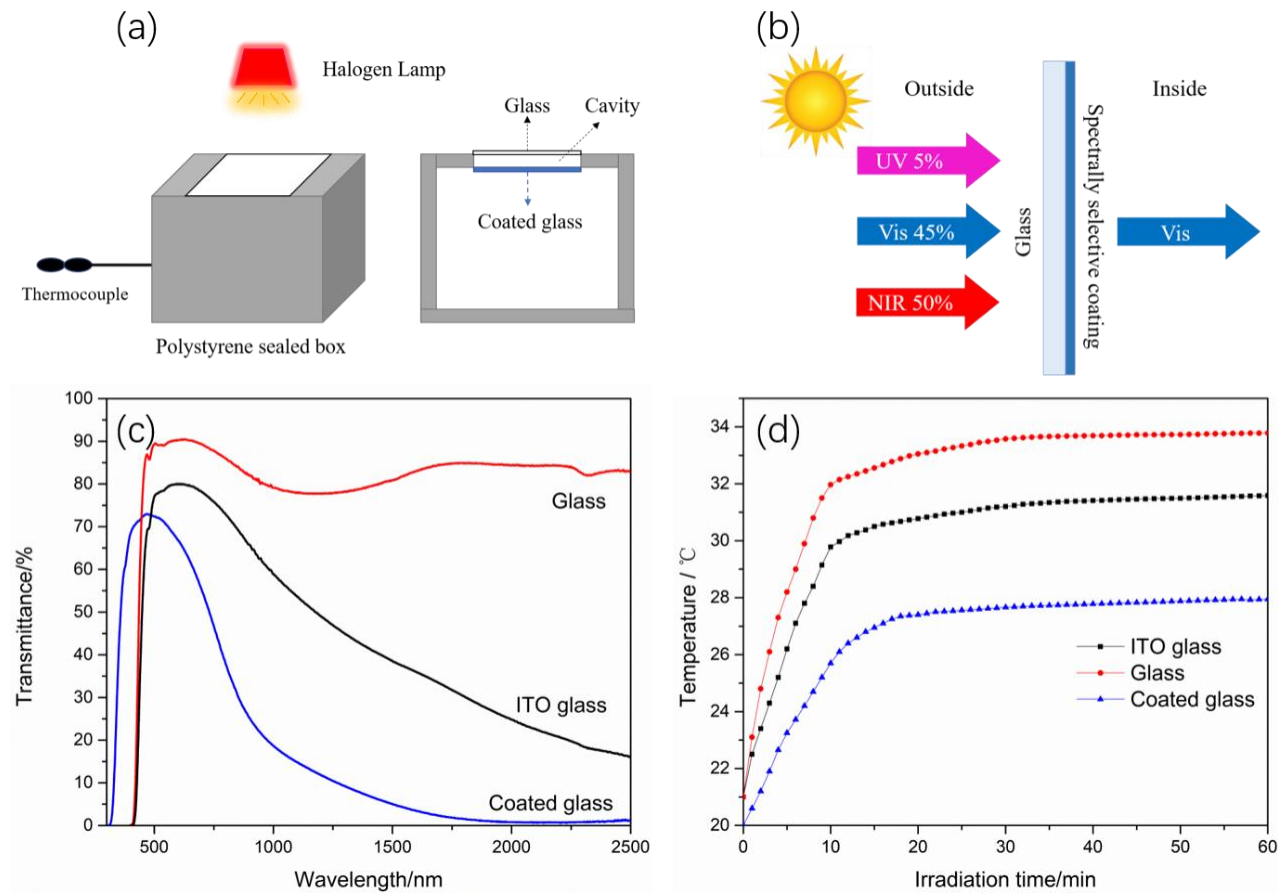 (a)
Halogen Lamp
Glass
Cavity
Coated glass
Thermocouple
Polystyrene sealed box
(b)
Outside
Inside
UV 5%
Vis 45%
NIR 50%
Glass
Spectrally selective coating
Vis
(c)
100
90
80
70
60
50
40
30
20
10
0
Transmittance/%
Glass
ITO glass
Coated glass
500
1000
1500
2000
2500
Wavelength/nm
(d)
34
32
30
28
26
24
22
20
Temperature / ℃
ITO glass
Glass
Coated glass
0
10
20
30
40
50
60
Irradiation time/min